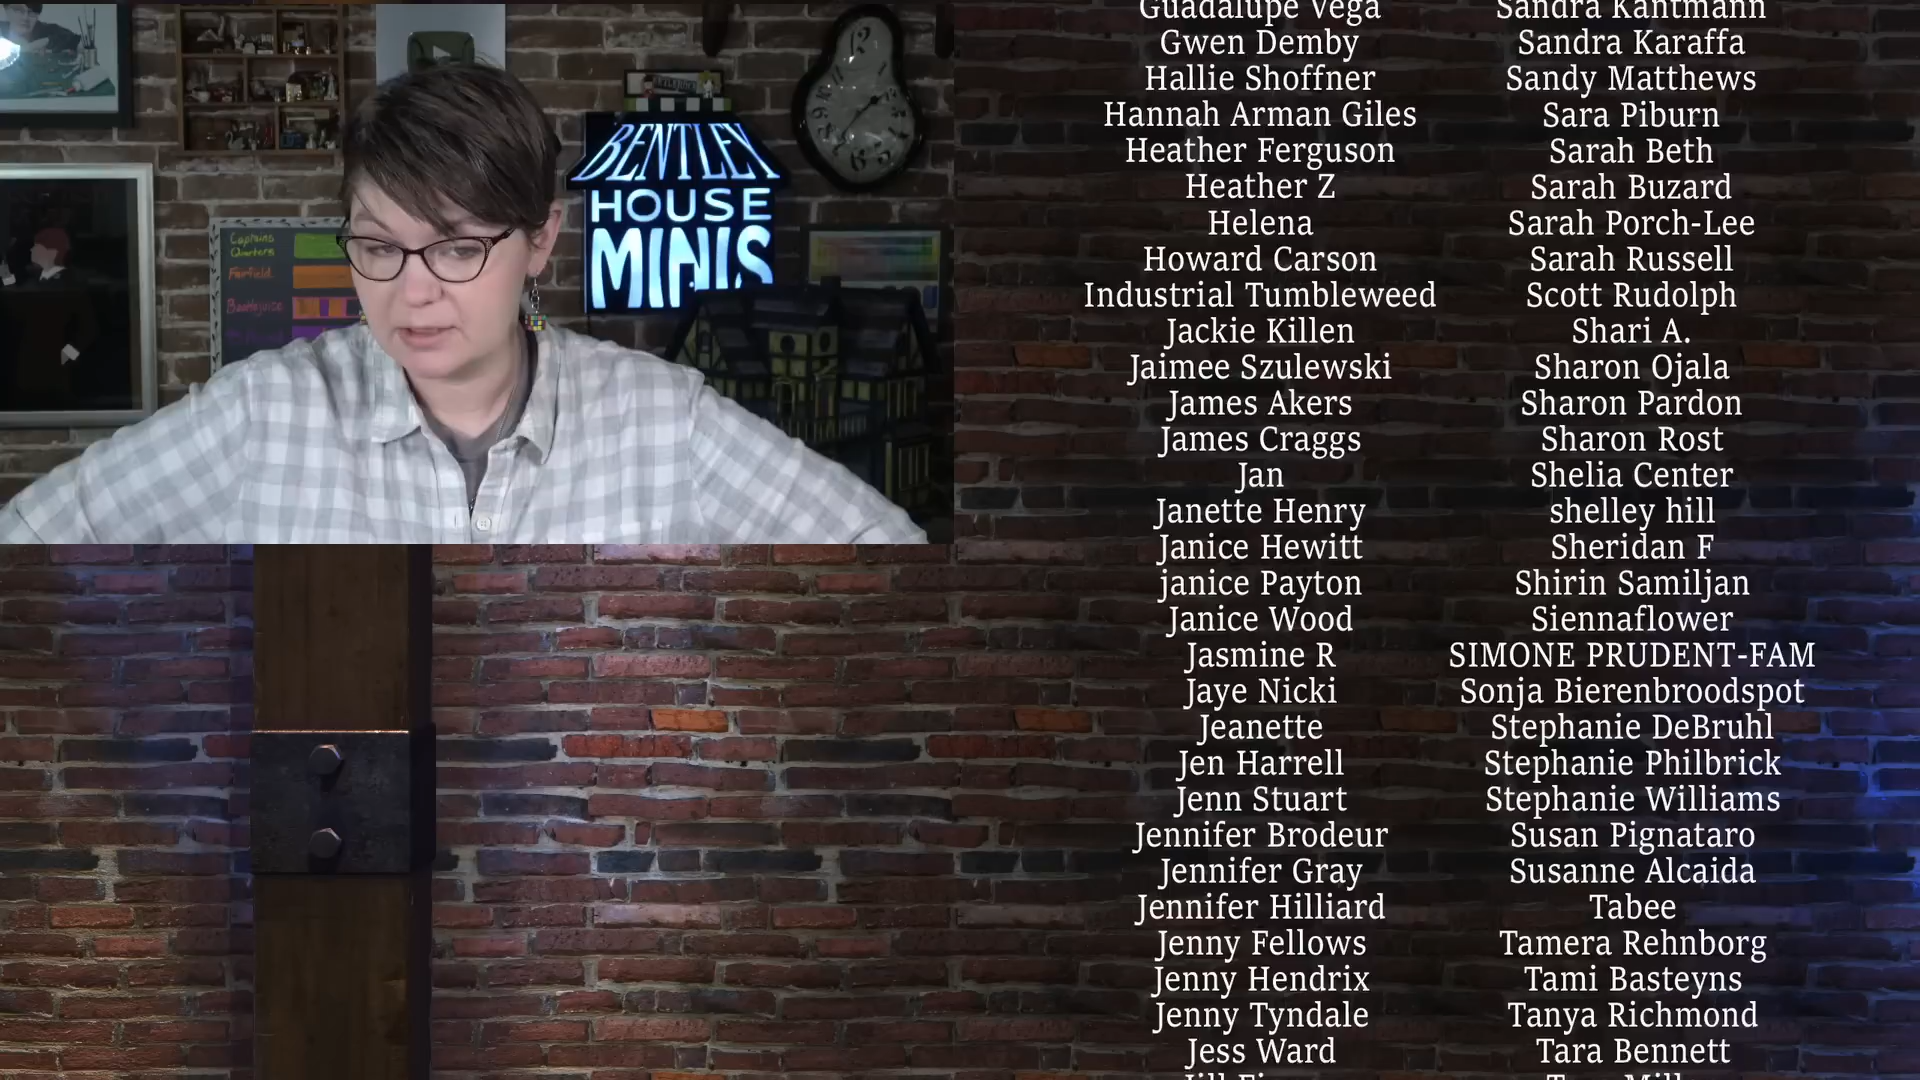 BENTLEY
HOUSE
MINIS
Captains
Quarters
Fairfield
Beetlejuice
Guadalupe Vega
Gwen Demby
Hallie Shoffner
Hannah Arman Giles
Heather Ferguson
Heather Z
Helena
Howard Carson
Industrial Tumbleweed
Jackie Killen
Jaimee Szulewski
James Akers
James Craggs
Jan
Janette Henry
Janice Hewitt
janice Payton
Janice Wood
Jasmine R
Jaye Nicki
Jeanette
Jen Harrell
Jenn Stuart
Jennifer Brodeur
Jennifer Gray
Jennifer Hilliard
Jenny Fellows
Jenny Hendrix
Jenny Tyndale
Jess Ward
Sandra Kantmann
Sandra Karaffa
Sandy Matthews
Sara Piburn
Sarah Beth
Sarah Buzard
Sarah Porch-Lee
Sarah Russell
Scott Rudolph
Shari A.
Sharon Ojala
Sharon Pardon
Sharon Rost
Shelia Center
shelley hill
Sheridan F
Shirin Samiljan
Siennaflower
SIMONE PRUDENT-FAM
Sonja Bierenbroodspot
Stephanie DeBruhl
Stephanie Philbrick
Stephanie Williams
Susan Pignataro
Susanne Alcaida
Tabee
Tamera Rehnborg
Tami Basteyns
Tanya Richmond
Tara Bennett